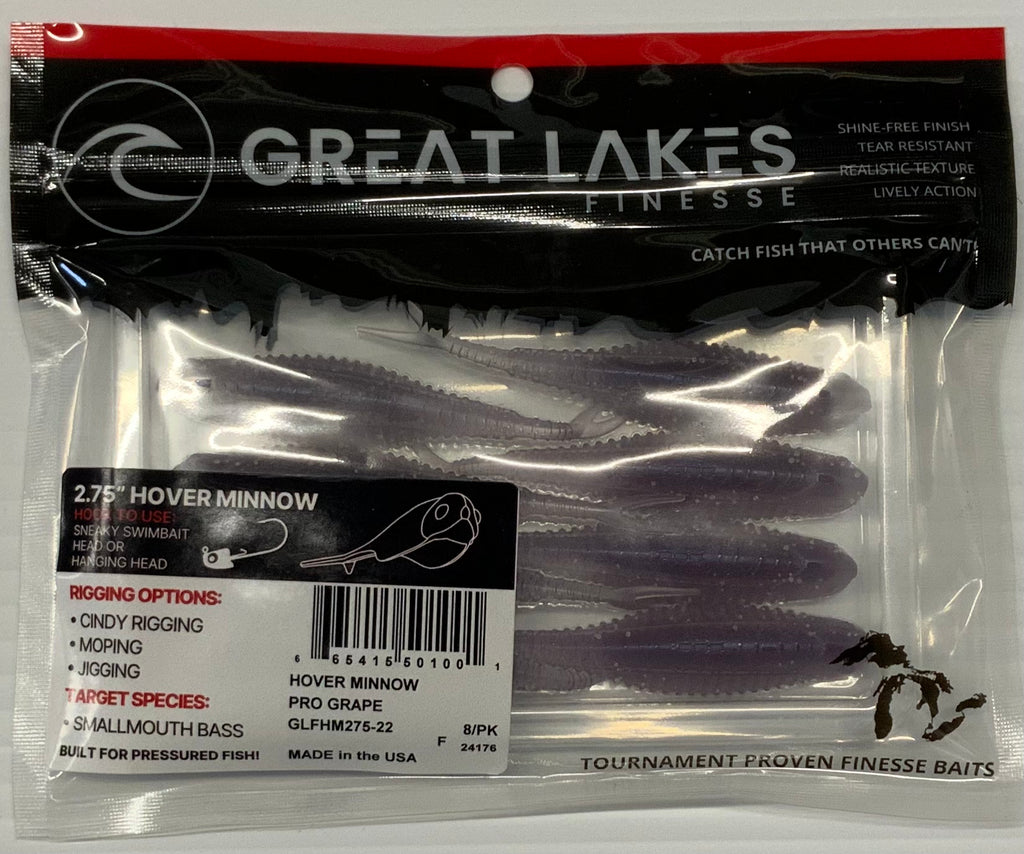 GREAT LAKES
FINESSE
SHINE-FREE FINISH
TEAR RESISTANT
REALISTIC TEXTURE
LIVELY ACTION
CATCH FISH THAT OTHERS CAN'T
2.75" HOVER MINNOW
HOOK TO USE:
SNEAKY SWIMBAIT
HEAD OR
HANGING HEAD
RIGGING OPTIONS:
• CINDY RIGGING
• MOPING
• JIGGING
TARGET SPECIES:
• SMALLMOUTH BASS
BUILT FOR PRESSURED FISH!
6 65415 50100 1
HOVER MINNOW
PRO GRAPE
GLFHM275-22 8/PK
F 24176
MADE in the USA
TOURNAMENT PROVEN FINESSE BAITS